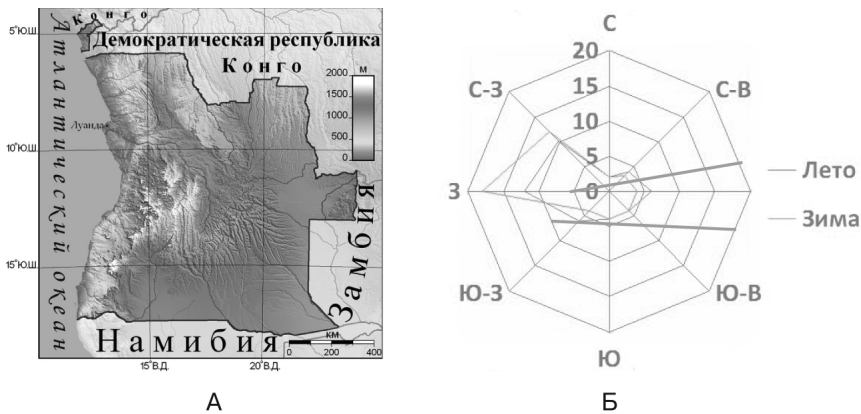 Конго
5°Ю.Ш.
Демократическая республика
Конго
м
2000
1500
1000
500
0
Атлантический океан
Луанда
10°Ю.Ш.
Замбия
15°Ю.Ш.
Намибия
КМ
0 200 400
15°В.Д. 20°В.Д.
А
С
20
15
10
5
0
С-З
С-В
З
Ю-З
Ю-В
Ю
Лето
Зима
Б